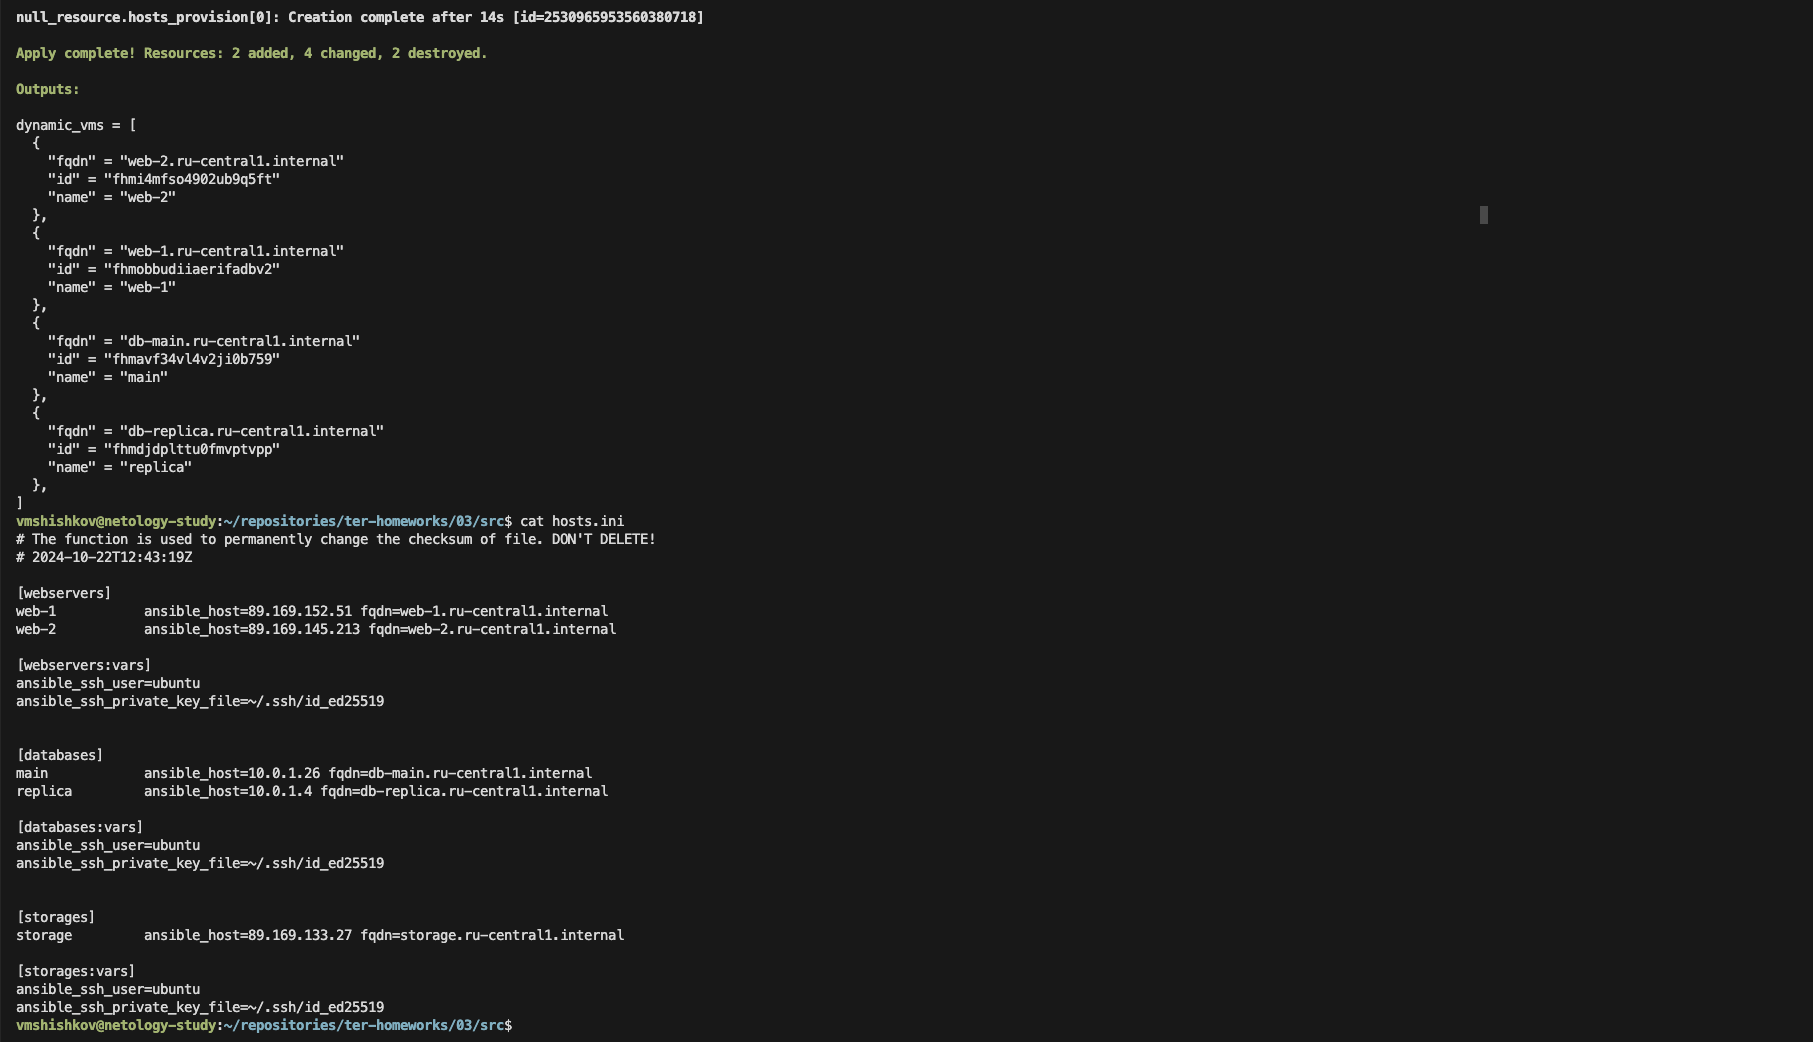 null_resource.hosts_provision[0]: Creation complete after 14s [id=2530965953560380718]
Apply complete! Resources: 2 added, 4 changed, 2 destroyed.
Outputs:
dynamic_vms = [
  {
    "fqdn" = "web-2.ru-central1.internal"
    "id" = "fhmi4mfso4902ub9q5ft"
    "name" = "web-2"
  },
  {
    "fqdn" = "web-1.ru-central1.internal"
    "id" = "fhmobbudiiaerifadbv2"
    "name" = "web-1"
  },
  {
    "fqdn" = "db-main.ru-central1.internal"
    "id" = "fhmavf34vl4v2ji0b759"
    "name" = "main"
  },
  {
    "fqdn" = "db-replica.ru-central1.internal"
    "id" = "fhmdjdplttu0fmvptvpp"
    "name" = "replica"
  },
]
vmshishkov@netology-study:~/repositories/ter-homeworks/03/src$ cat hosts.ini
# The function is used to permanently change the checksum of file. DON'T DELETE!
# 2024-10-22T12:43:19Z
[webservers]
web-1           ansible_host=89.169.152.51 fqdn=web-1.ru-central1.internal
web-2           ansible_host=89.169.145.213 fqdn=web-2.ru-central1.internal
[webservers:vars]
ansible_ssh_user=ubuntu
ansible_ssh_private_key_file=~/.ssh/id_ed25519
[databases]
main            ansible_host=10.0.1.26 fqdn=db-main.ru-central1.internal
replica         ansible_host=10.0.1.4 fqdn=db-replica.ru-central1.internal
[databases:vars]
ansible_ssh_user=ubuntu
ansible_ssh_private_key_file=~/.ssh/id_ed25519
[storages]
storage         ansible_host=89.169.133.27 fqdn=storage.ru-central1.internal
[storages:vars]
ansible_ssh_user=ubuntu
ansible_ssh_private_key_file=~/.ssh/id_ed25519
vmshishkov@netology-study:~/repositories/ter-homeworks/03/src$